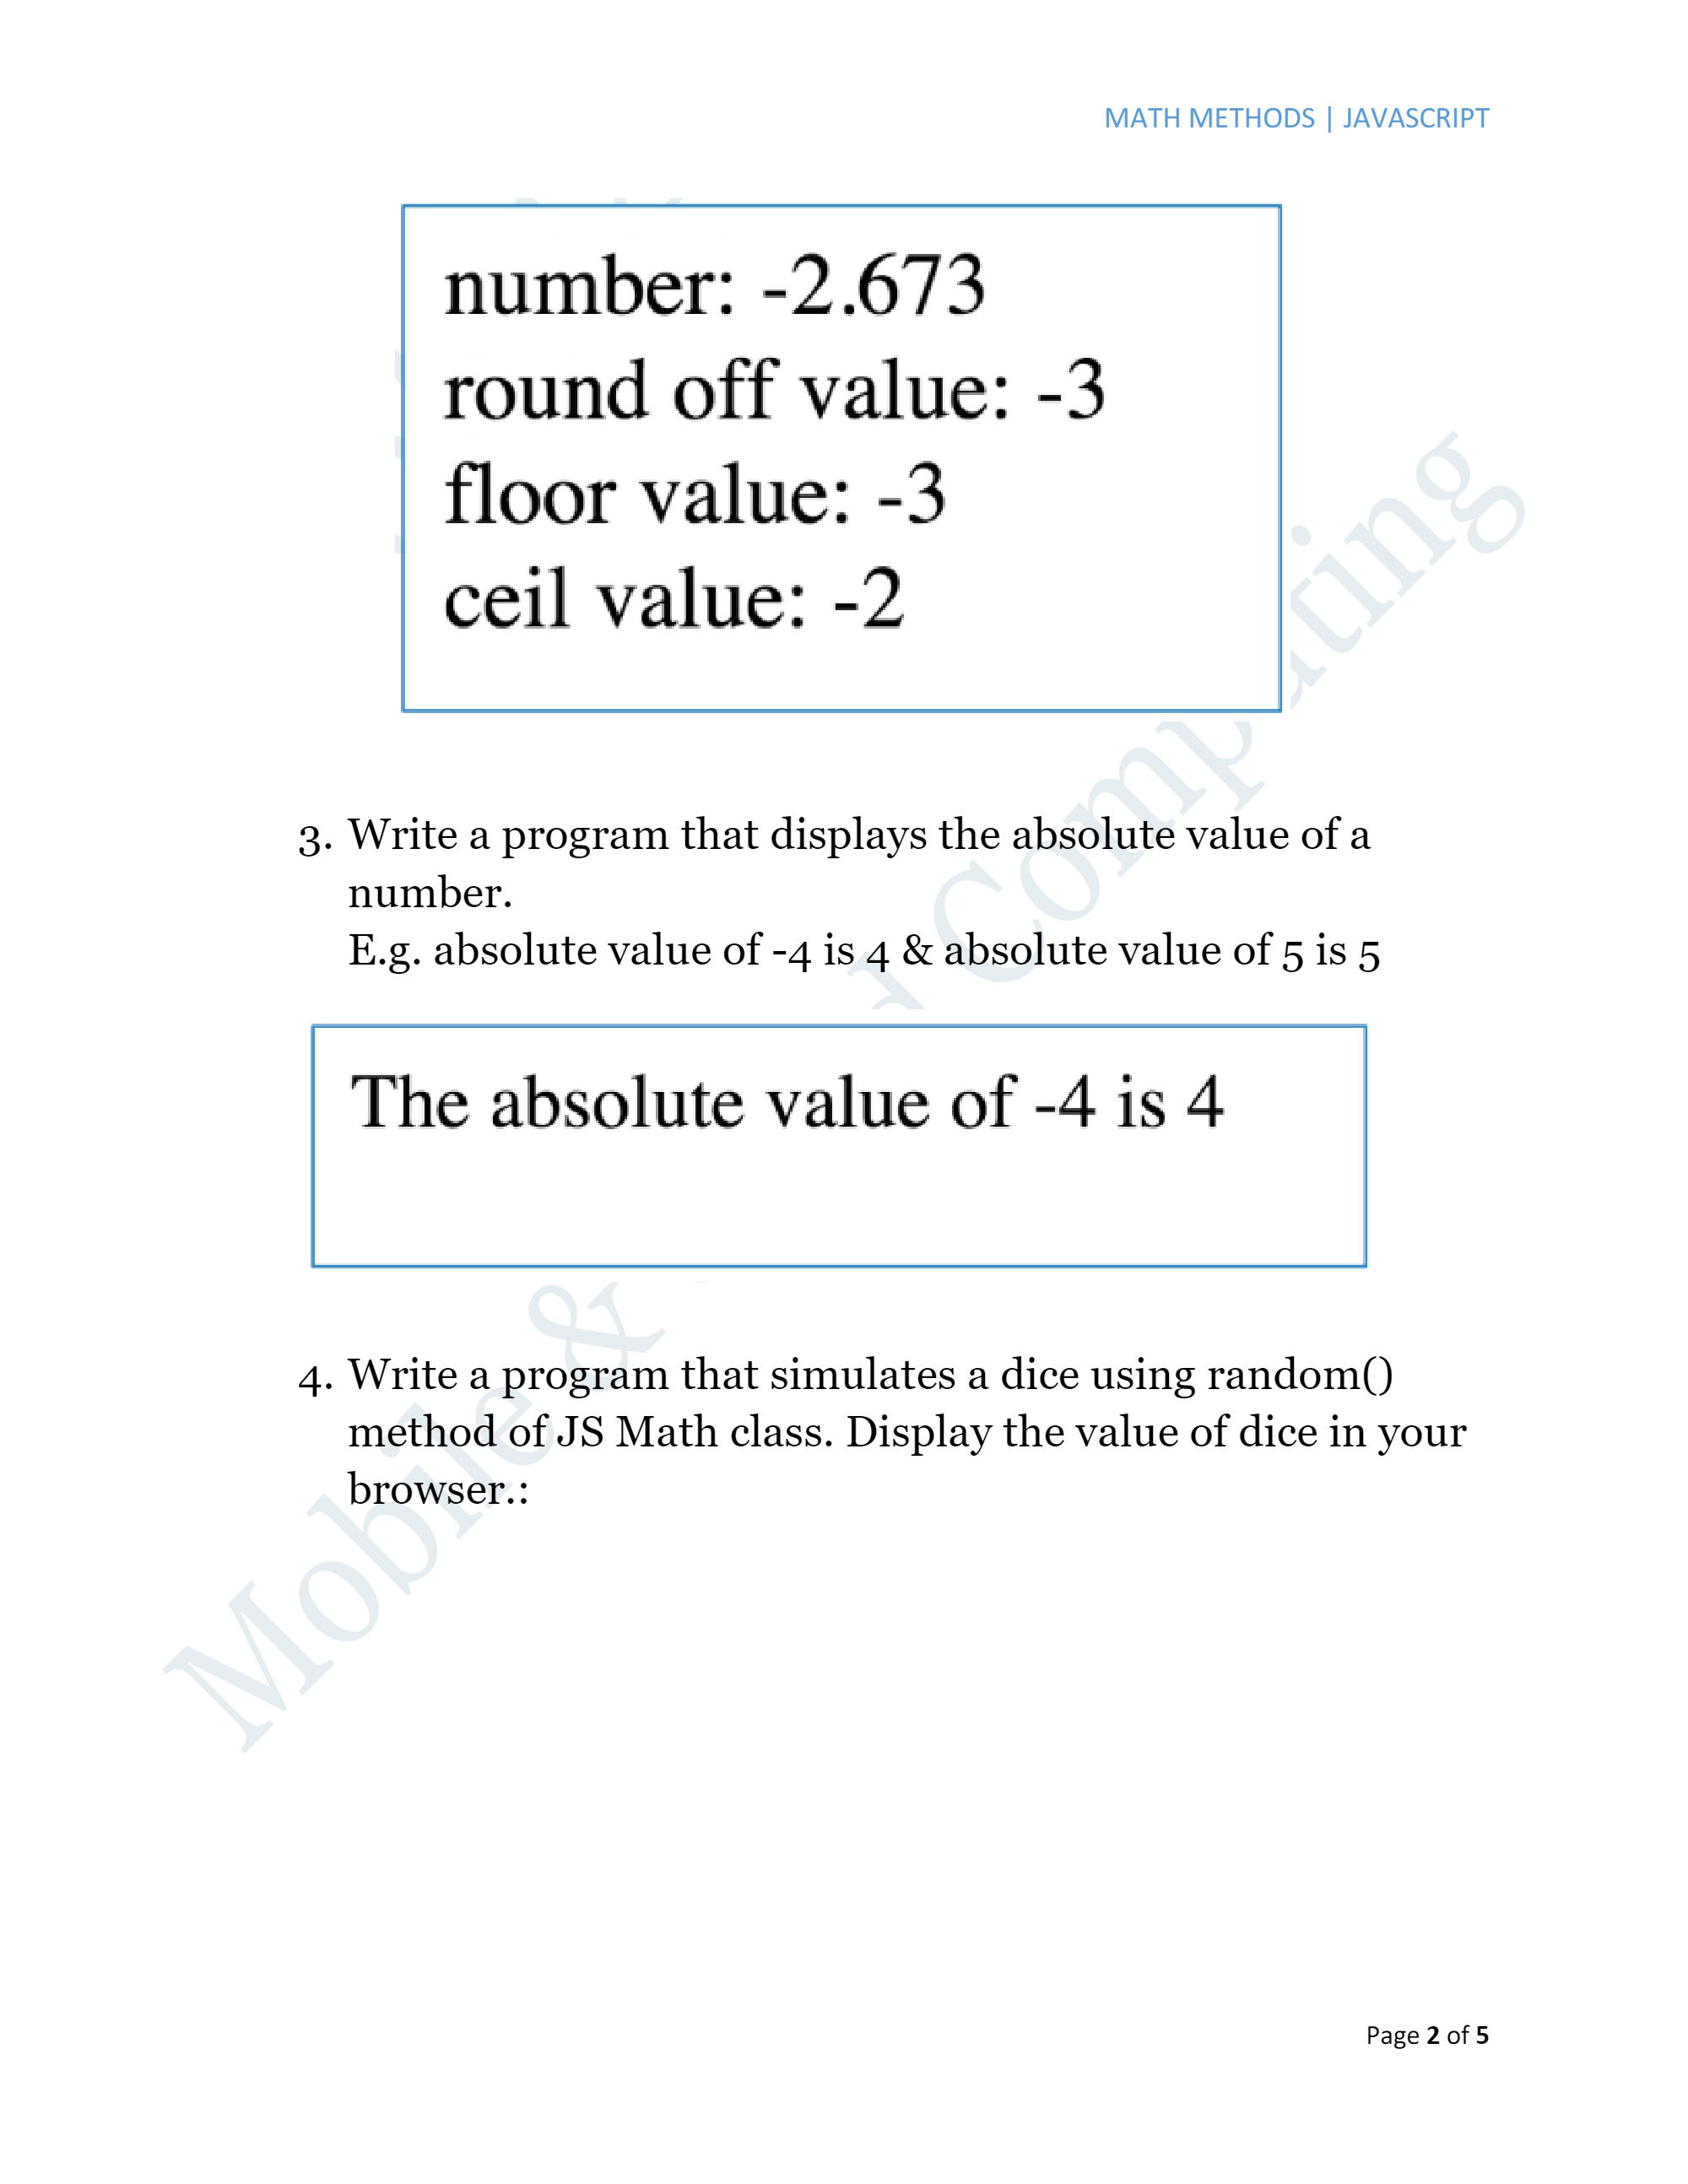 MATH METHODS | JAVASCRIPT
number: -2.673
round off value: -3
floor value: -3
ceil value: -2
3. Write a program that displays the absolute value of a
number.
E.g. absolute value of -4 is 4 & absolute value of 5 is 5
The absolute value of -4 is 4
4. Write a program that simulates a dice using random()
method of JS Math class. Display the value of dice in your
browser.:
Mobile &
Page 2 of 5